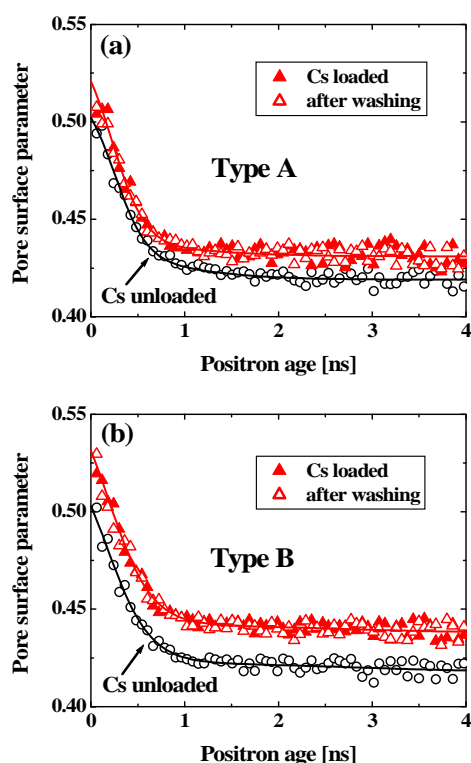 (a)
0.55
Cs loaded
after washing
0.50
Type A
0.45
Cs unloaded
0.40
0 1 2 3 4
Pore surface parameter
Positron age [ns]
(b)
0.55
Cs loaded
after washing
0.50
Type B
0.45
Cs unloaded
0.40
0 1 2 3 4
Pore surface parameter
Positron age [ns]